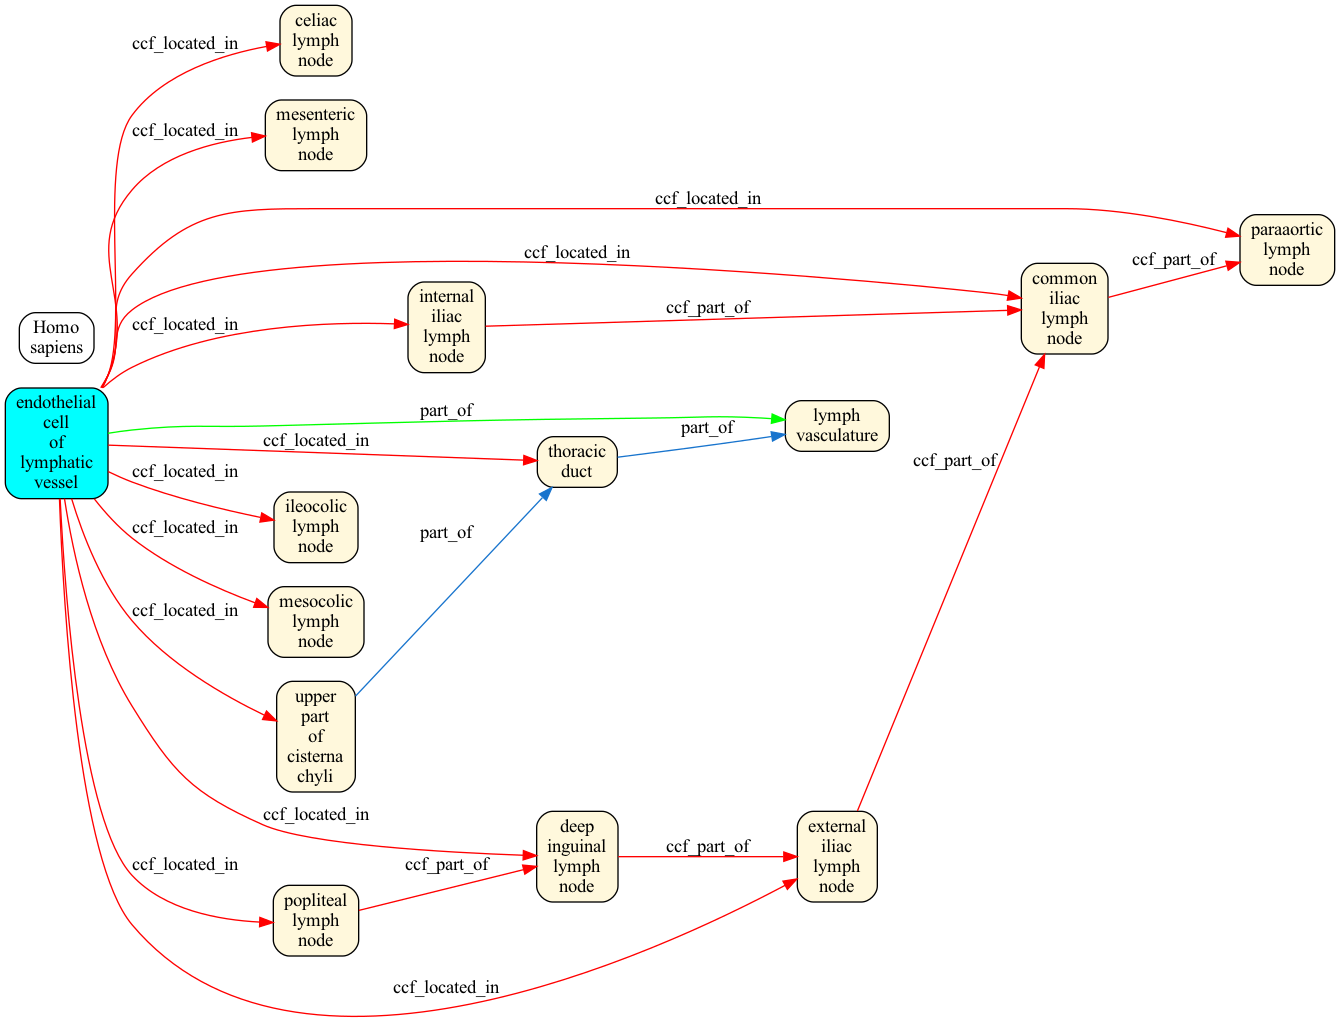 celiac
lymph
node
ccf_located_in
mesenteric
lymph
node
ccf_located_in
ccf_located_in
paraaortic
lymph
node
ccf_located_in
ccf_part_of
common
iliac
lymph
node
internal
iliac
lymph
node
ccf_part_of
ccf_located_in
Homo
sapiens
endothelial
cell
of
lymphatic
vessel
part_of
lymph
vasculature
part_of
ccf_located_in
thoracic
duct
ccf_part_of
ccf_located_in
ileocolic
lymph
node
ccf_located_in
part_of
mesocolic
lymph
node
ccf_located_in
upper
part
of
cisterna
chyli
ccf_located_in
deep
inguinal
lymph
node
ccf_part_of
external
iliac
lymph
node
ccf_located_in
ccf_part_of
popliteal
lymph
node
ccf_located_in